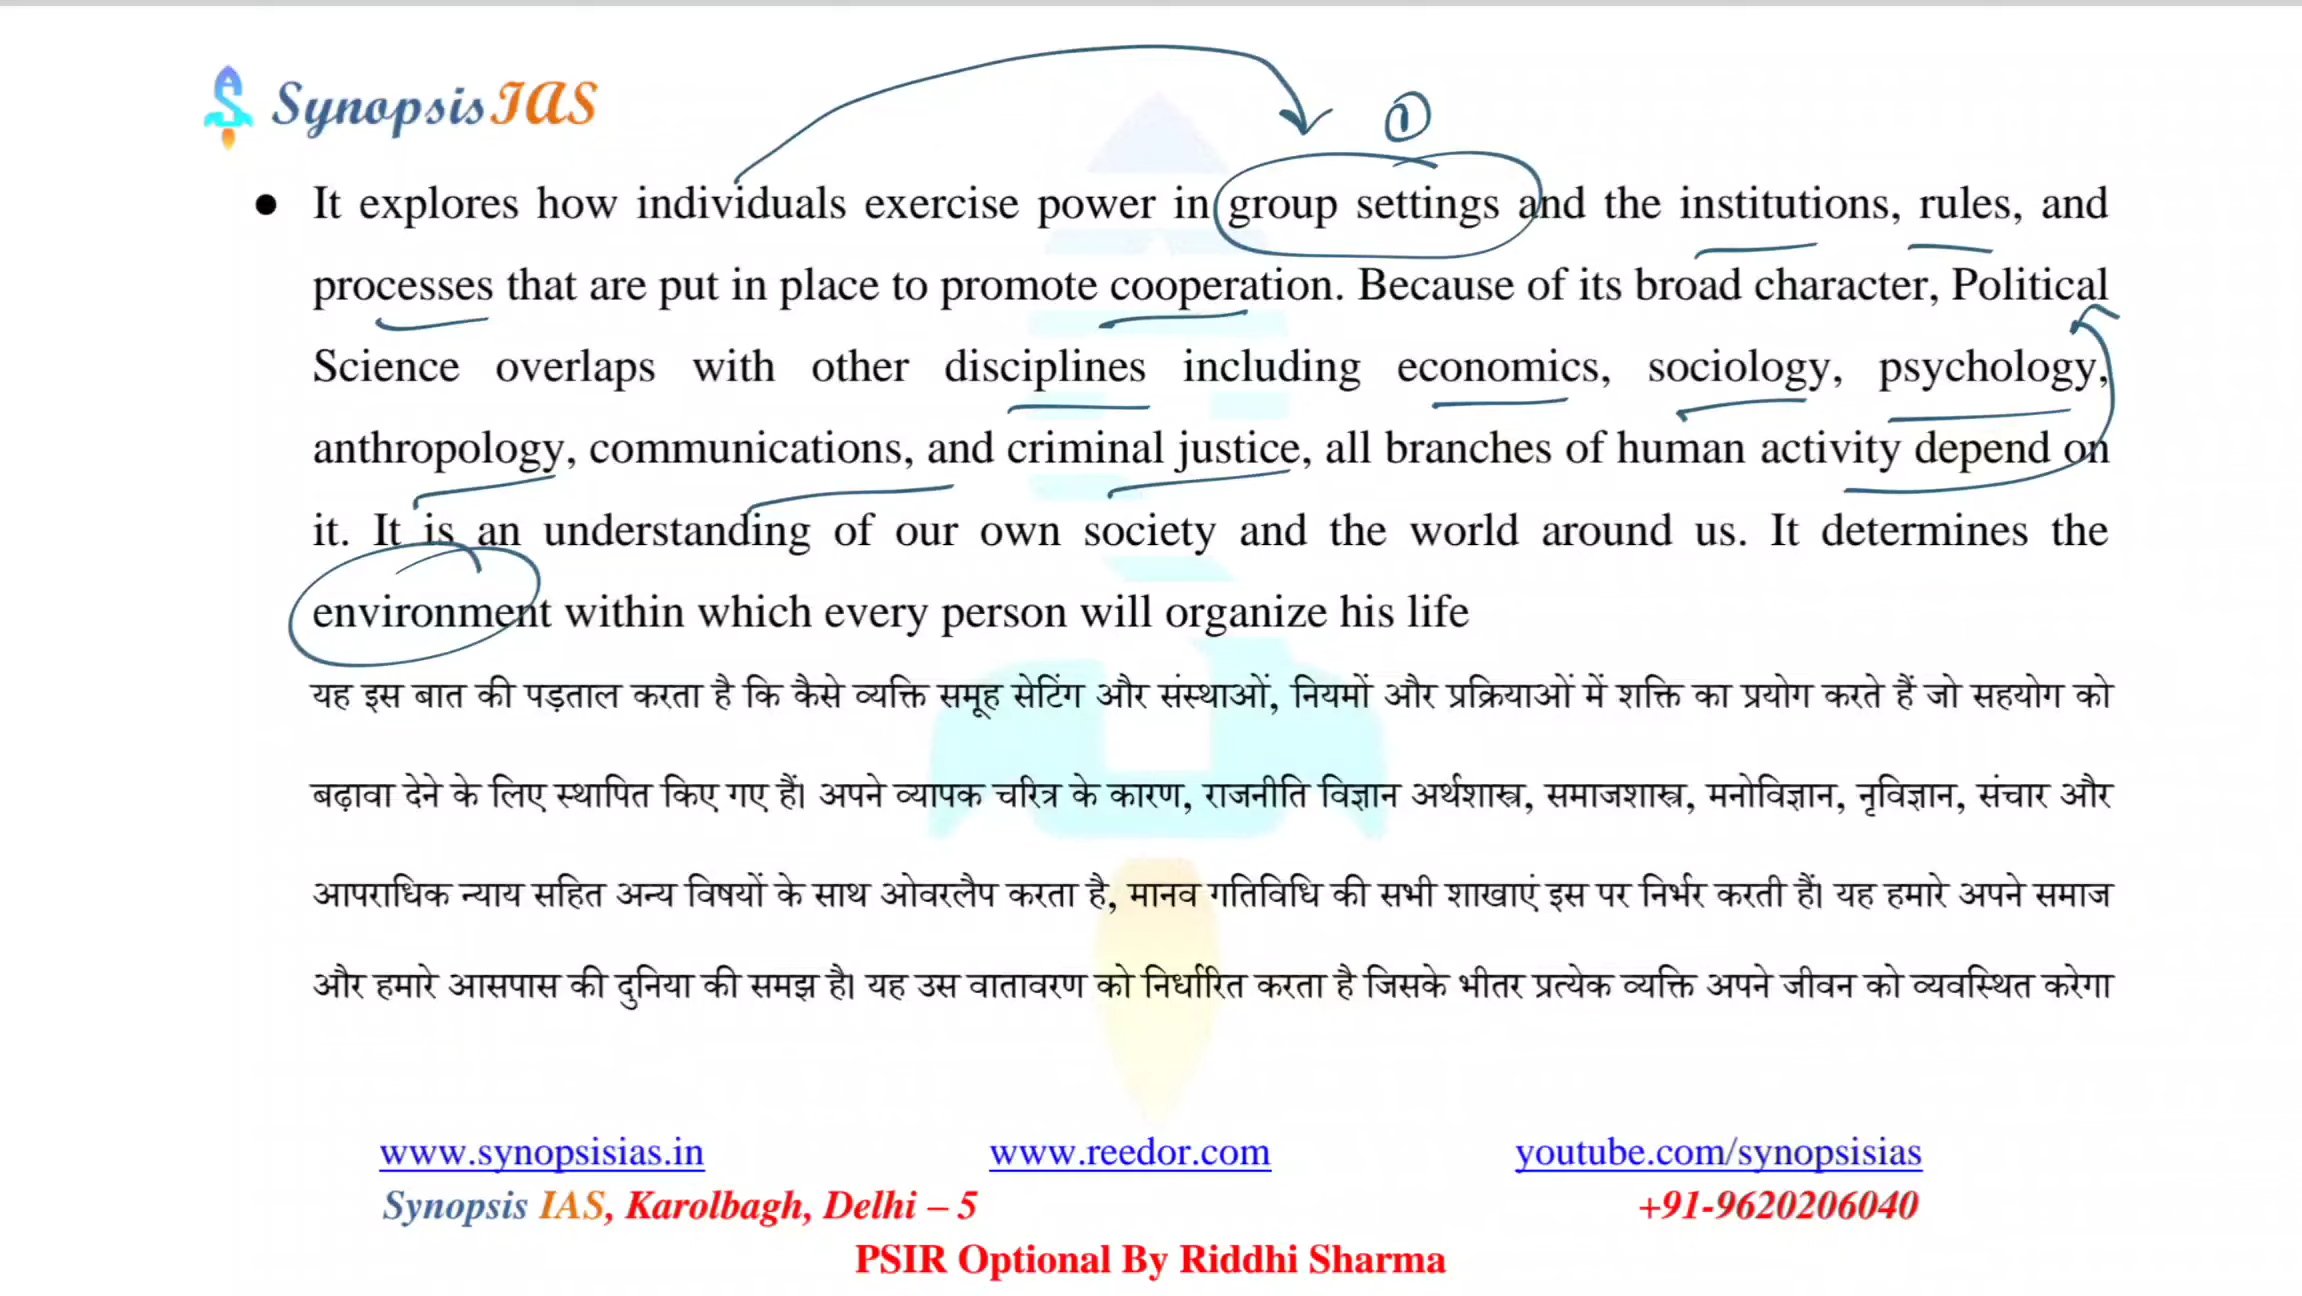 Synopsis IAS
①
● It explores how individuals exercise power in group settings and the institutions, rules, and
processes that are put in place to promote cooperation. Because of its broad character, Political
Science overlaps with other disciplines including economics, sociology, psychology,
anthropology, communications, and criminal justice, all branches of human activity depend on
it. It is an understanding of our own society and the world around us. It determines the
environment within which every person will organize his life
यह इस बात की पड़ताल करता है कि कैसे व्यक्ति समूह सेटिंग और संस्थाओं, नियमों और प्रक्रियाओं में शक्ति का प्रयोग करते हैं जो सहयोग को
बढ़ावा देने के लिए स्थापित किए गए हैं। अपने व्यापक चरित्र के कारण, राजनीति विज्ञान अर्थशास्त्र, समाजशास्त्र, मनोविज्ञान, नृविज्ञान, संचार और
आपराधिक न्याय सहित अन्य विषयों के साथ ओवरलैप करता है, मानव गतिविधि की सभी शाखाएं इस पर निर्भर करती हैं। यह हमारे अपने समाज
और हमारे आसपास की दुनिया की समझ है। यह उस वातावरण को निर्धारित करता है जिसके भीतर प्रत्येक व्यक्ति अपने जीवन को व्यवस्थित करेगा
www.synopsisias.in www.reedor.com youtube.com/synopsisias
Synopsis IAS, Karolbagh, Delhi – 5 +91-9620206040
PSIR Optional By Riddhi Sharma